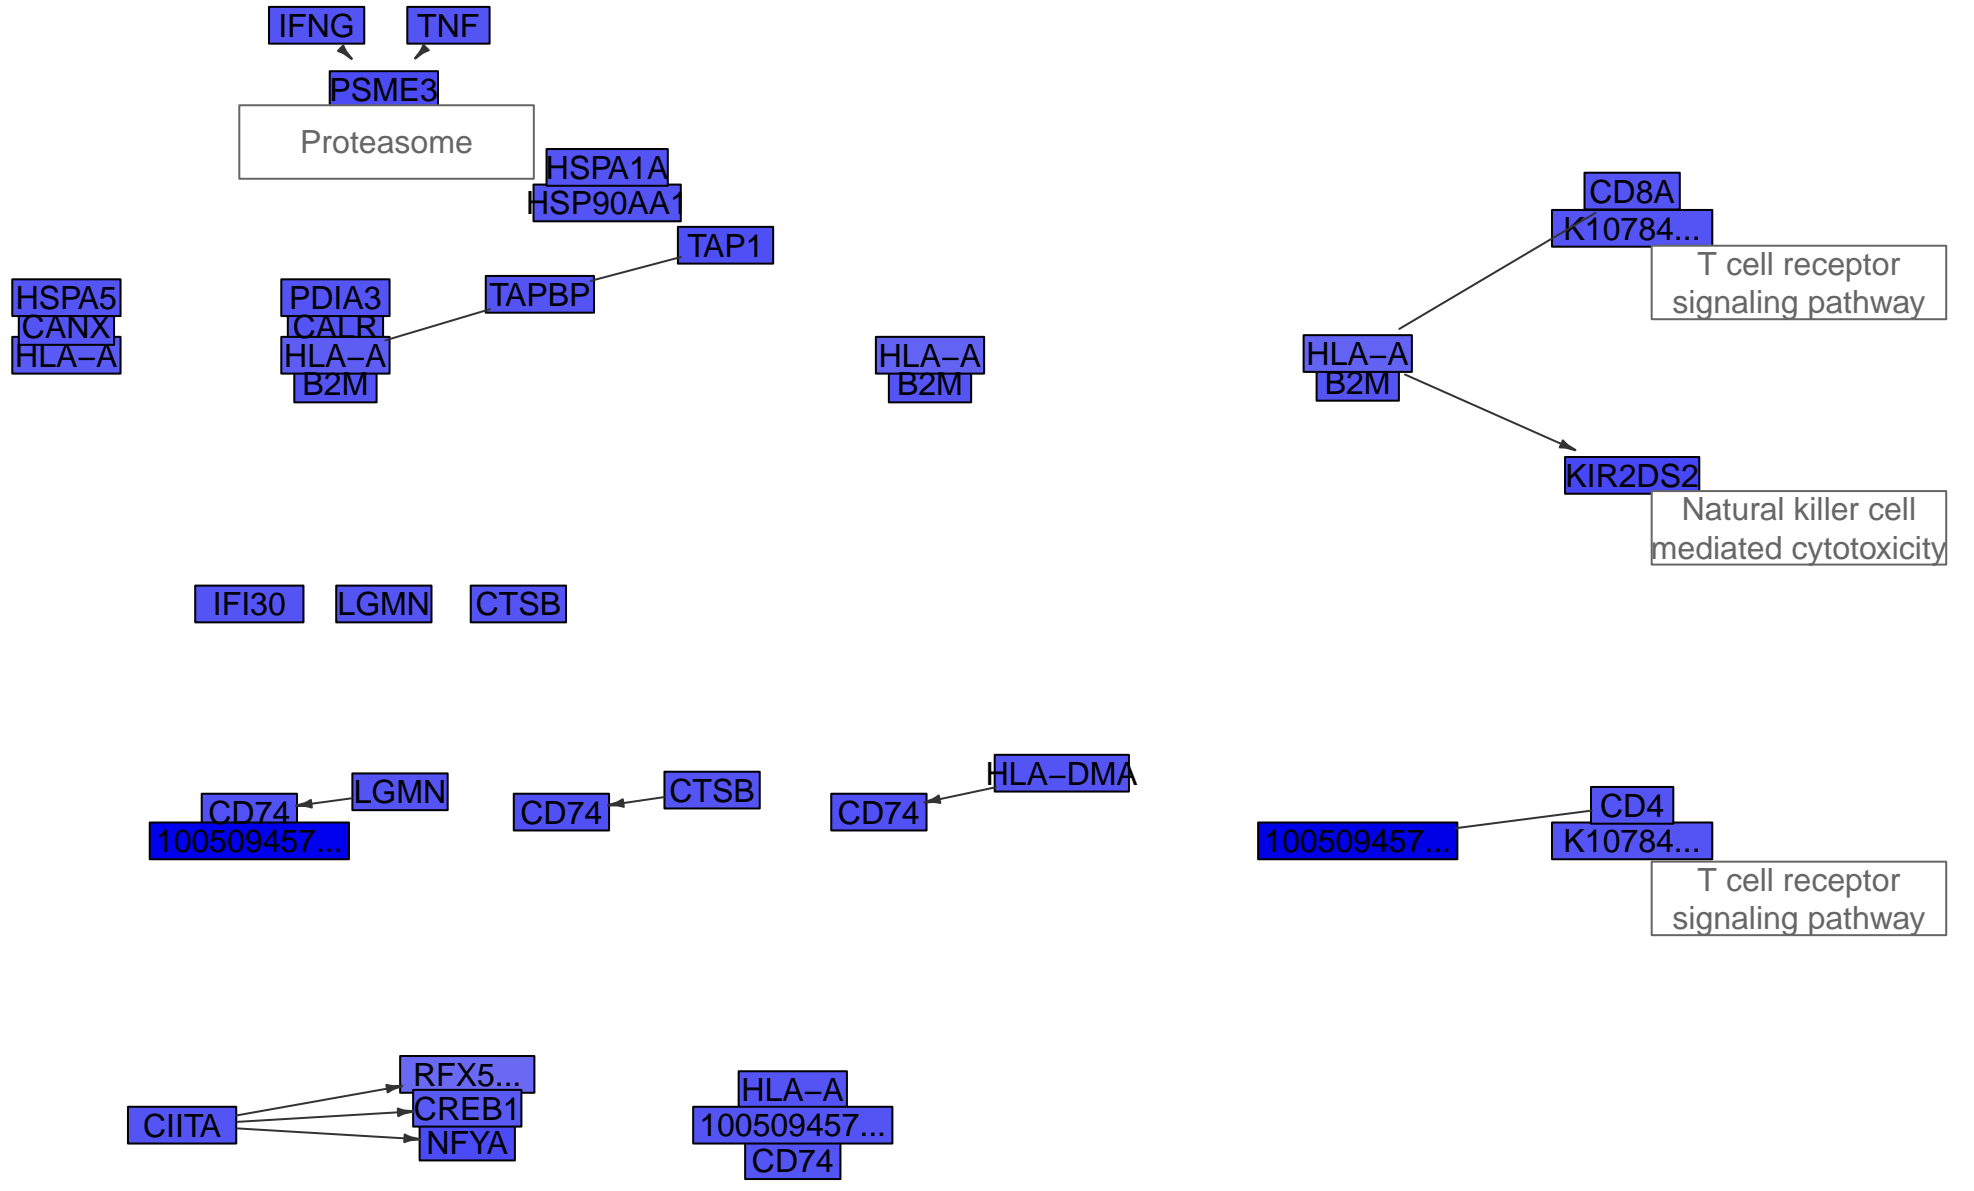 IFNG
TNF
PSME3
Proteasome
HSPA1A
HSP90AA1
TAP1
TAPBP
CD8A
K10784...
T cell receptor
signaling pathway
HSPA5
CANX
HLA−A
PDIA3
CALR
HLA−A
B2M
HLA−A
B2M
HLA−A
B2M
KIR2DS2
Natural killer cell
mediated cytotoxicity
IFI30
LGMN
CTSB
CD74
100509457...
LGMN
CD74
CTSB
CD74
HLA−DMA
100509457...
CD4
K10784...
T cell receptor
signaling pathway
CIITA
RFX5...
CREB1
NFYA
HLA−A
100509457...
CD74